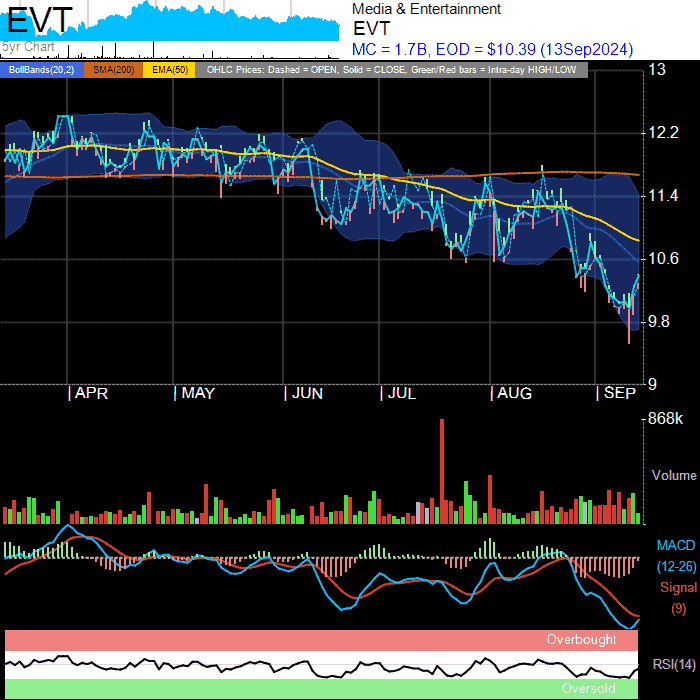 EVT
5yr Chart
Media & Entertainment
EVT
MC = 1.7B, EOD = $10.39 (13Sep2024)
BollBands(20,2) SMA(200) EMA(50) OHLC Prices: Dashed = OPEN, Solid = CLOSE, Green/Red bars = Intra-day HIGH/LOW
13
12.2
11.4
10.6
9.8
9
|APR |MAY |JUN |JUL |AUG |SEP
868k
Volume
MACD
(12-26)
Signal
(9)
Overbought
RSI(14)
Oversold